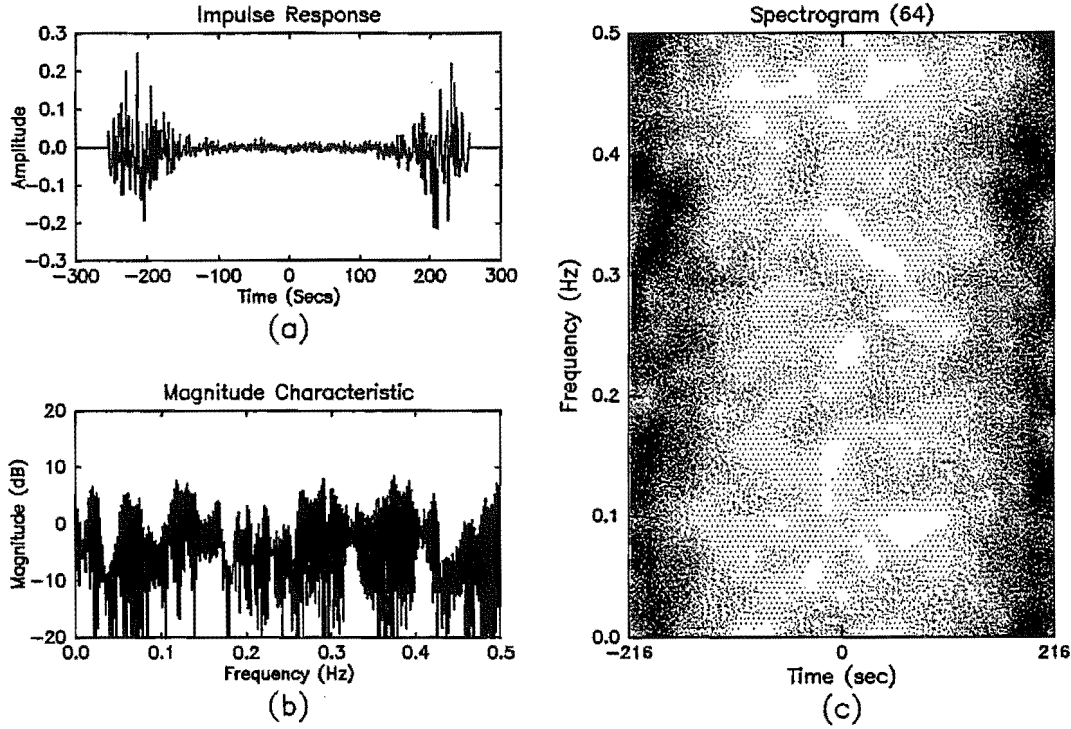 Impulse Response
0.3
0.2
0.1
0.0
−0.1
−0.2
−0.3
Amplitude
−300 −200 −100 0 100 200 300
Time (Secs)
(a)
Magnitude Characteristic
20
10
0
−10
−20
Magnitude (dB)
0.0 0.1 0.2 0.3 0.4 0.5
Frequency (Hz)
(b)
Spectrogram (64)
0.5
0.4
0.3
0.2
0.1
0.0
Frequency (Hz)
−216 0 216
Time (sec)
(c)